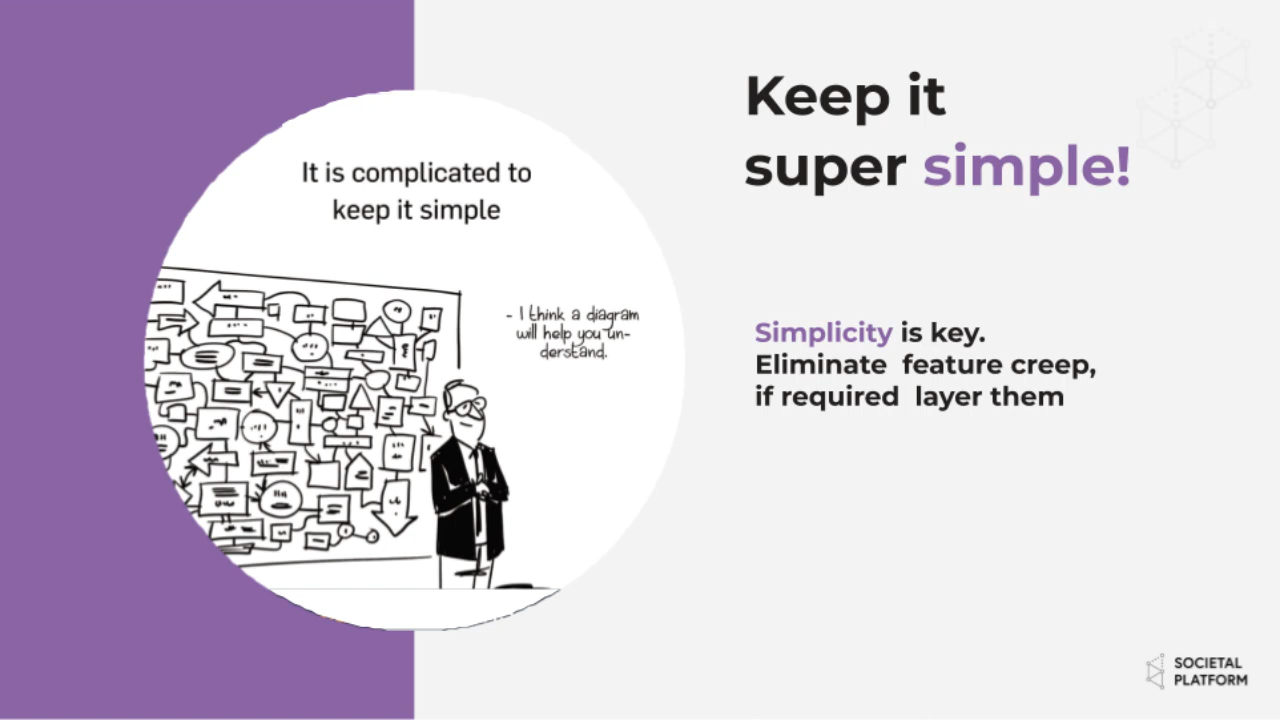 Keep it
super simple!
It is complicated to
keep it simple
- I think a diagram
will help you un-
derstand.
Simplicity is key.
Eliminate feature creep,
if required layer them
SOCIETAL
PLATFORM